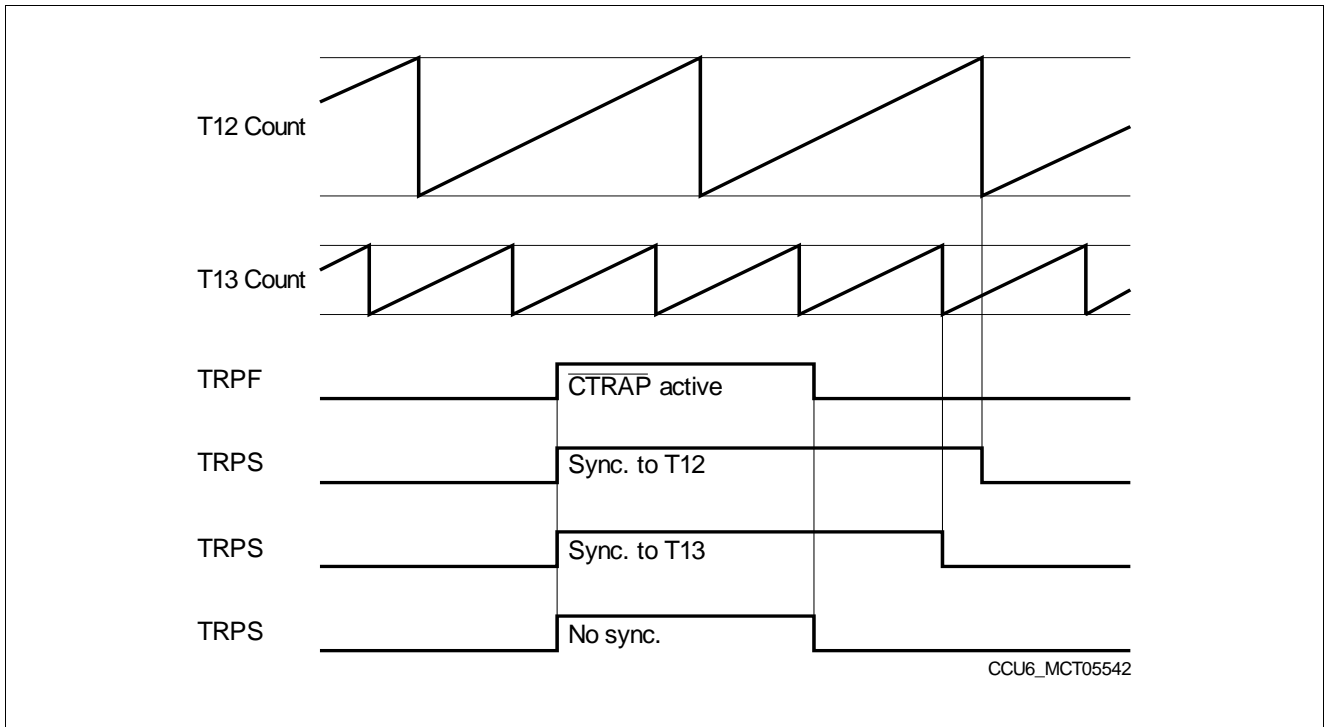 T12 Count
T13 Count
TRPF
CTRAP active
TRPS
Sync. to T12
TRPS
Sync. to T13
TRPS
No sync.
CCU6_MCT05542